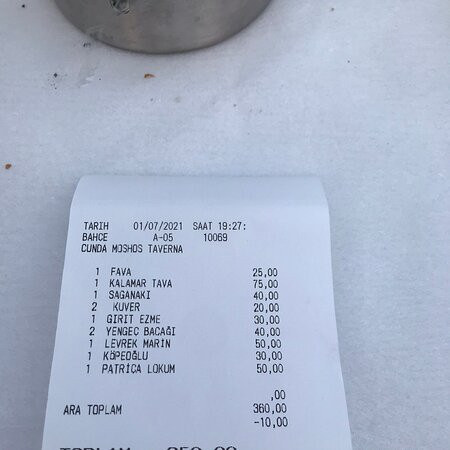 TARIH 01/07/2021 SAAT 19:27:
BAHCE A-05 10069
CUNDA MOSHOS TAVERNA
1 FAVA 25,00
1 KALAMAR TAVA 75,00
1 SAGANAKI 40,00
2 KUVER 20,00
1 GIRIT EZME 30,00
2 YENGEC BACAĞI 40,00
1 LEVREK MARIN 50,00
1 KÖPEOĞLU 30,00
1 PATRICA LOKUM 50,00
,00
ARA TOPLAM 360,00
-10,00
TOPLAM 350,00